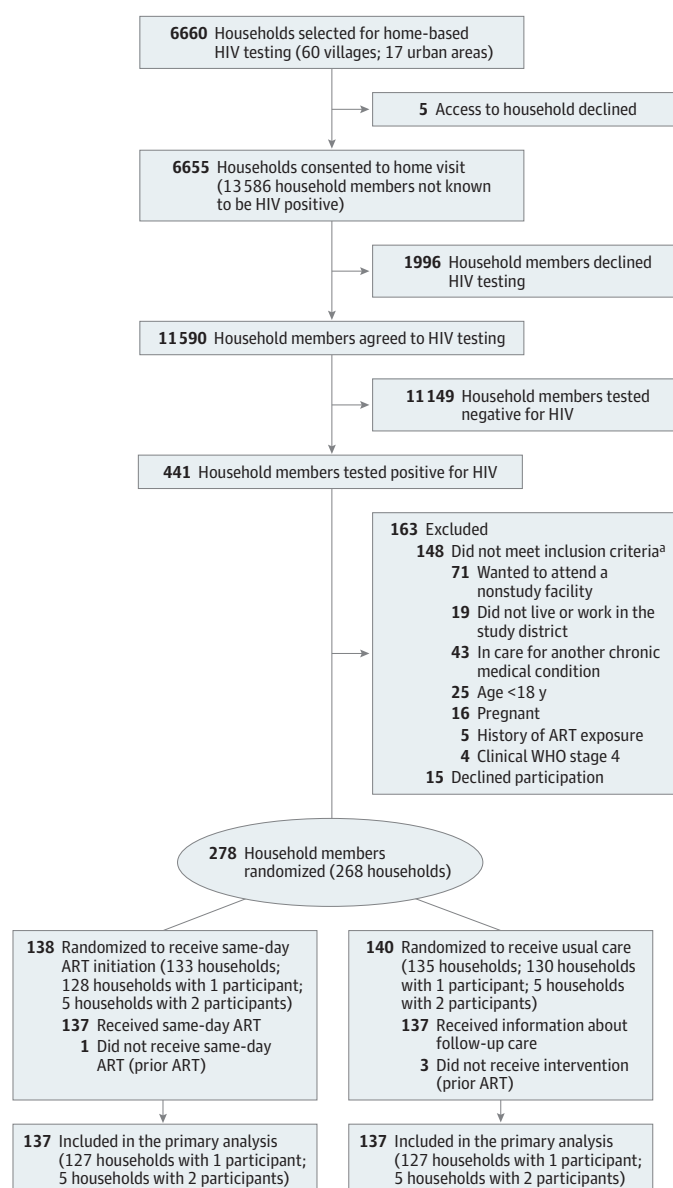 6660 Households selected for home-based
HIV testing (60 villages; 17 urban areas)
5 Access to household declined
6655 Households consented to home visit
(13 586 household members not known
to be HIV positive)
1996 Household members declined
HIV testing
11 590 Household members agreed to HIV testing
11 149 Household members tested
negative for HIV
441 Household members tested positive for HIV
163 Excluded
148 Did not meet inclusion criteriaᵃ
71 Wanted to attend a
nonstudy facility
19 Did not live or work in the
study district
43 In care for another chronic
medical condition
25 Age <18 y
16 Pregnant
5 History of ART exposure
4 Clinical WHO stage 4
15 Declined participation
278 Household members
randomized (268 households)
138 Randomized to receive same-day
ART initiation (133 households;
128 households with 1 participant;
5 households with 2 participants)
137 Received same-day ART
1 Did not receive same-day
ART (prior ART)
140 Randomized to receive usual care
(135 households; 130 households
with 1 participant; 5 households
with 2 participants)
137 Received information about
follow-up care
3 Did not receive intervention
(prior ART)
137 Included in the primary analysis
(127 households with 1 participant;
5 households with 2 participants)
137 Included in the primary analysis
(127 households with 1 participant;
5 households with 2 participants)